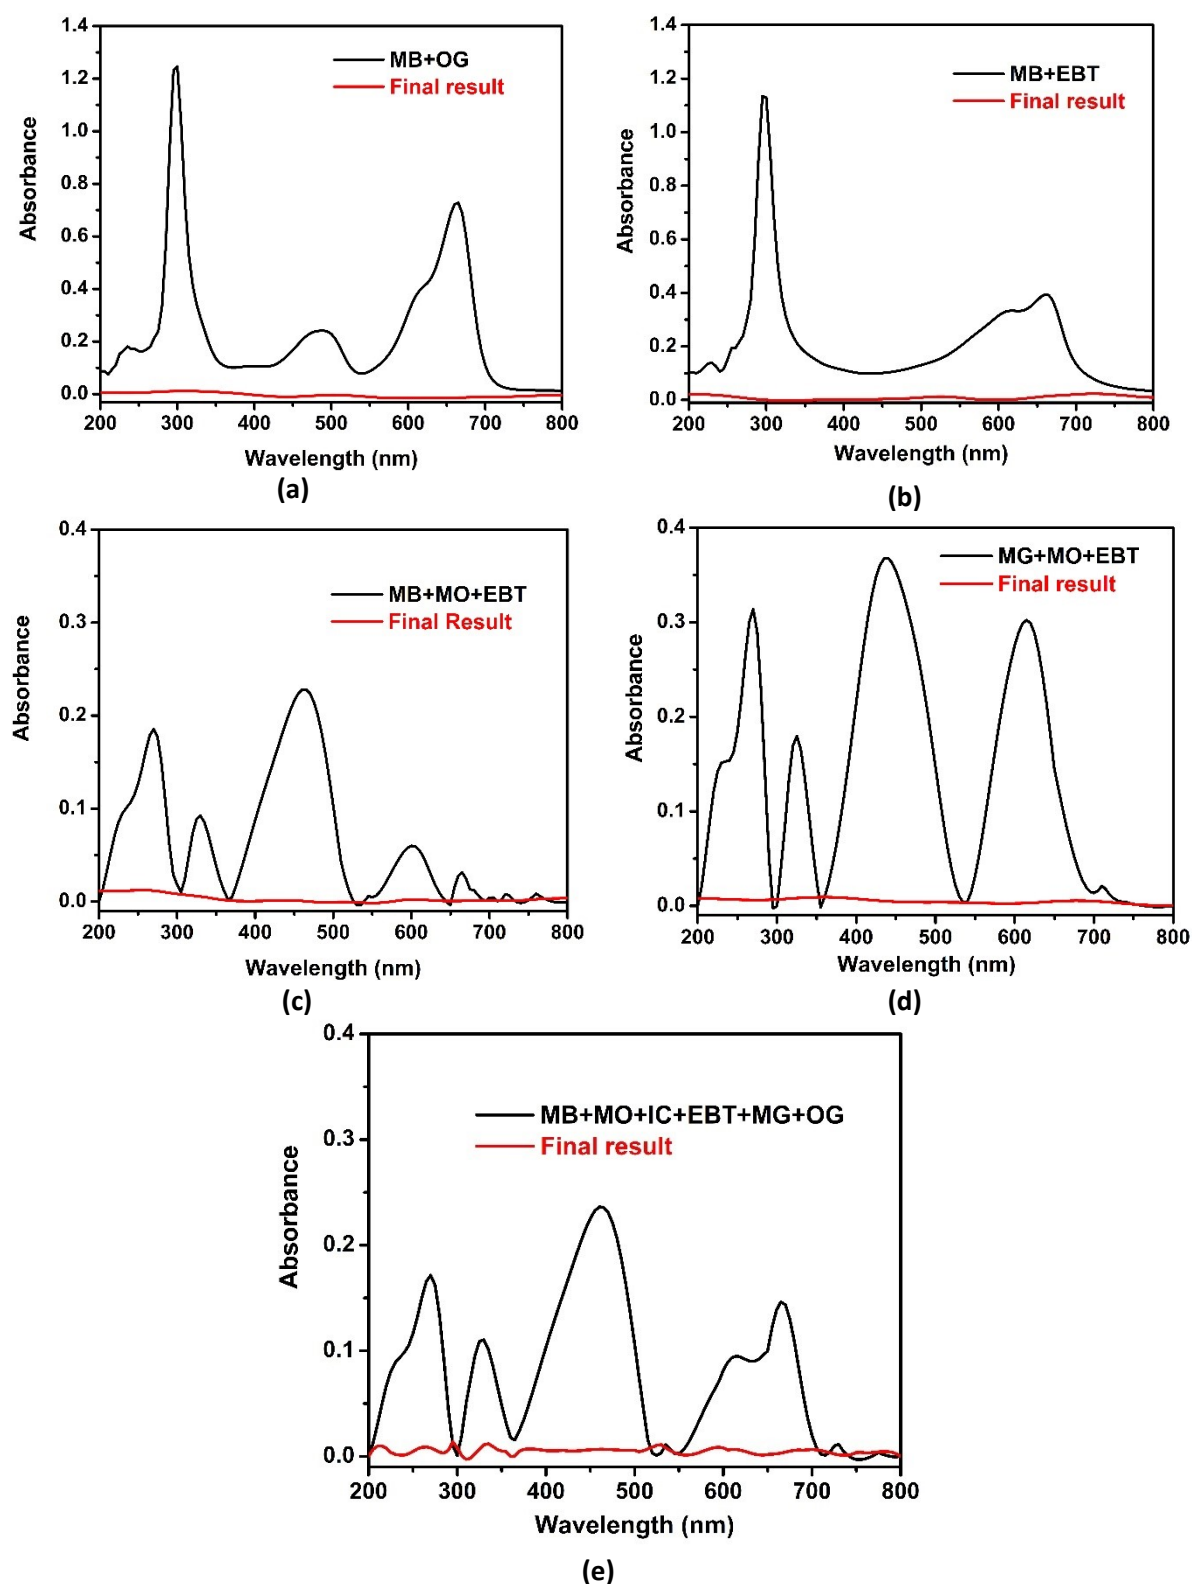 1.4
1.2
1.0
0.8
0.6
0.4
0.2
0.0
Absorbance
MB+OG
Final result
200 300 400 500 600 700 800
Wavelength (nm)
(a)
1.4
1.2
1.0
0.8
0.6
0.4
0.2
0.0
Absorbance
MB+EBT
Final result
200 300 400 500 600 700 800
Wavelength (nm)
(b)
0.4
0.3
0.2
0.1
0.0
Absorbance
MB+MO+EBT
Final Result
200 300 400 500 600 700 800
Wavelength (nm)
(c)
0.4
0.3
0.2
0.1
0.0
Absorbance
MG+MO+EBT
Final result
200 300 400 500 600 700 800
Wavelength (nm)
(d)
0.4
0.3
0.2
0.1
0.0
Absorbance
MB+MO+IC+EBT+MG+OG
Final result
200 300 400 500 600 700 800
Wavelength (nm)
(e)